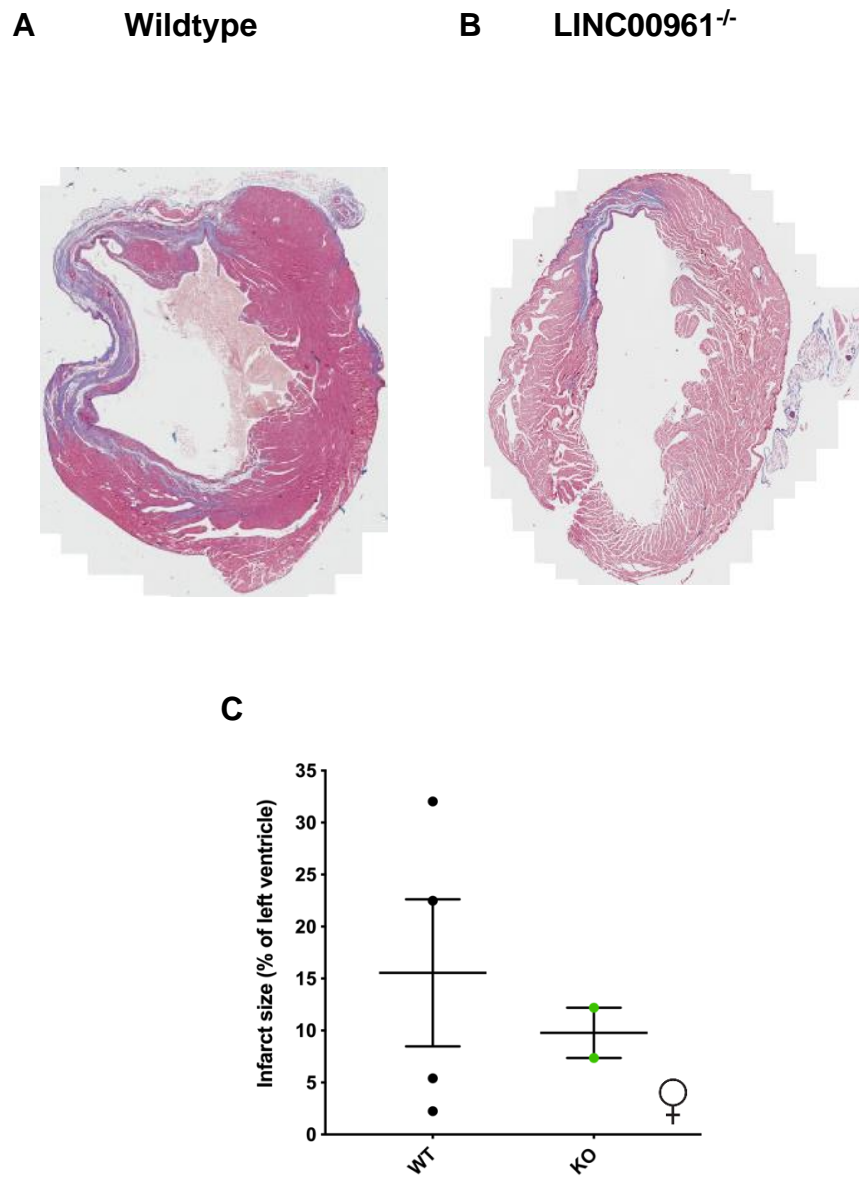 A Wildtype
B LINC00961-/-
C
Infarct size (% of left ventricle)
35
30
25
20
15
10
5
0
WT
KO
♀